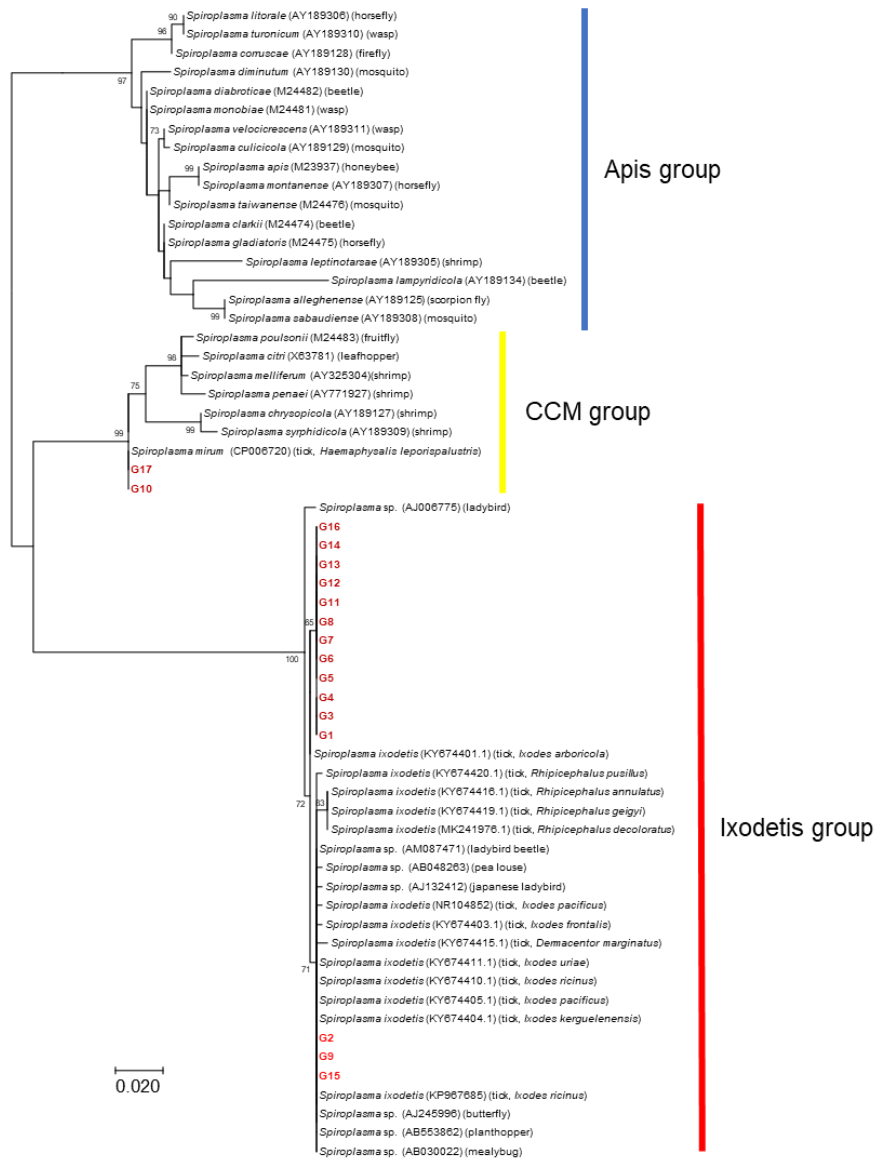 90
Spiroplasma litorale (AY189306) (horsefly)
96
Spiroplasma turonicum (AY189310) (wasp)
Spiroplasma corruscae (AY189128) (firefly)
97
Spiroplasma diminutum (AY189130) (mosquito)
Spiroplasma diabroticae (M24482) (beetle)
Spiroplasma monobiae (M24481) (wasp)
73
Spiroplasma velocicrescens (AY189311) (wasp)
Spiroplasma culicicola (AY189129) (mosquito)
99
Spiroplasma apis (M23937) (honeybee)
Apis group
Spiroplasma montanense (AY189307) (horsefly)
Spiroplasma taiwanense (M24476) (mosquito)
Spiroplasma clarkii (M24474) (beetle)
Spiroplasma gladiatoris (M24475) (horsefly)
Spiroplasma leptinotarsae (AY189305) (shrimp)
Spiroplasma lampyridicola (AY189134) (beetle)
Spiroplasma alleghenense (AY189125) (scorpion fly)
99
Spiroplasma sabaudiense (AY189308) (mosquito)
Spiroplasma poulsonii (M24483) (fruitfly)
98
Spiroplasma citri (X63781) (leafhopper)
Spiroplasma melliferum (AY325304)(shrimp)
75
Spiroplasma penaei (AY771927) (shrimp)
Spiroplasma chrysopicola (AY189127) (shrimp)
CCM group
99
Spiroplasma syrphidicola (AY189309) (shrimp)
99
Spiroplasma mirum (CP006720) (tick, Haemaphysalis leporispalustris)
G17
G10
Spiroplasma sp. (AJ006775) (ladybird)
G16
G14
G13
G12
G11
65
G8
G7
G6
100
G5
G4
G3
G1
Spiroplasma ixodetis (KY674401.1) (tick, Ixodes arboricola)
Spiroplasma ixodetis (KY674420.1) (tick, Rhipicephalus pusillus)
Spiroplasma ixodetis (KY674416.1) (tick, Rhipicephalus annulatus)
72
83
Spiroplasma ixodetis (KY674419.1) (tick, Rhipicephalus geigyi)
Spiroplasma ixodetis (MK241976.1) (tick, Rhipicephalus decoloratus)
Ixodetis group
Spiroplasma sp. (AM087471) (ladybird beetle)
Spiroplasma sp. (AB048263) (pea louse)
Spiroplasma sp. (AJ132412) (japanese ladybird)
Spiroplasma ixodetis (NR104852) (tick, Ixodes pacificus)
Spiroplasma ixodetis (KY674403.1) (tick, Ixodes frontalis)
Spiroplasma ixodetis (KY674415.1) (tick, Dermacentor marginatus)
71
Spiroplasma ixodetis (KY674411.1) (tick, Ixodes uriae)
Spiroplasma ixodetis (KY674410.1) (tick, Ixodes ricinus)
Spiroplasma ixodetis (KY674405.1) (tick, Ixodes pacificus)
Spiroplasma ixodetis (KY674404.1) (tick, Ixodes kerguelenensis)
G2
G9
G15
0.020
Spiroplasma ixodetis (KP967685) (tick, Ixodes ricinus)
Spiroplasma sp. (AJ245996) (butterfly)
Spiroplasma sp. (AB553862) (planthopper)
Spiroplasma sp. (AB030022) (mealybug)